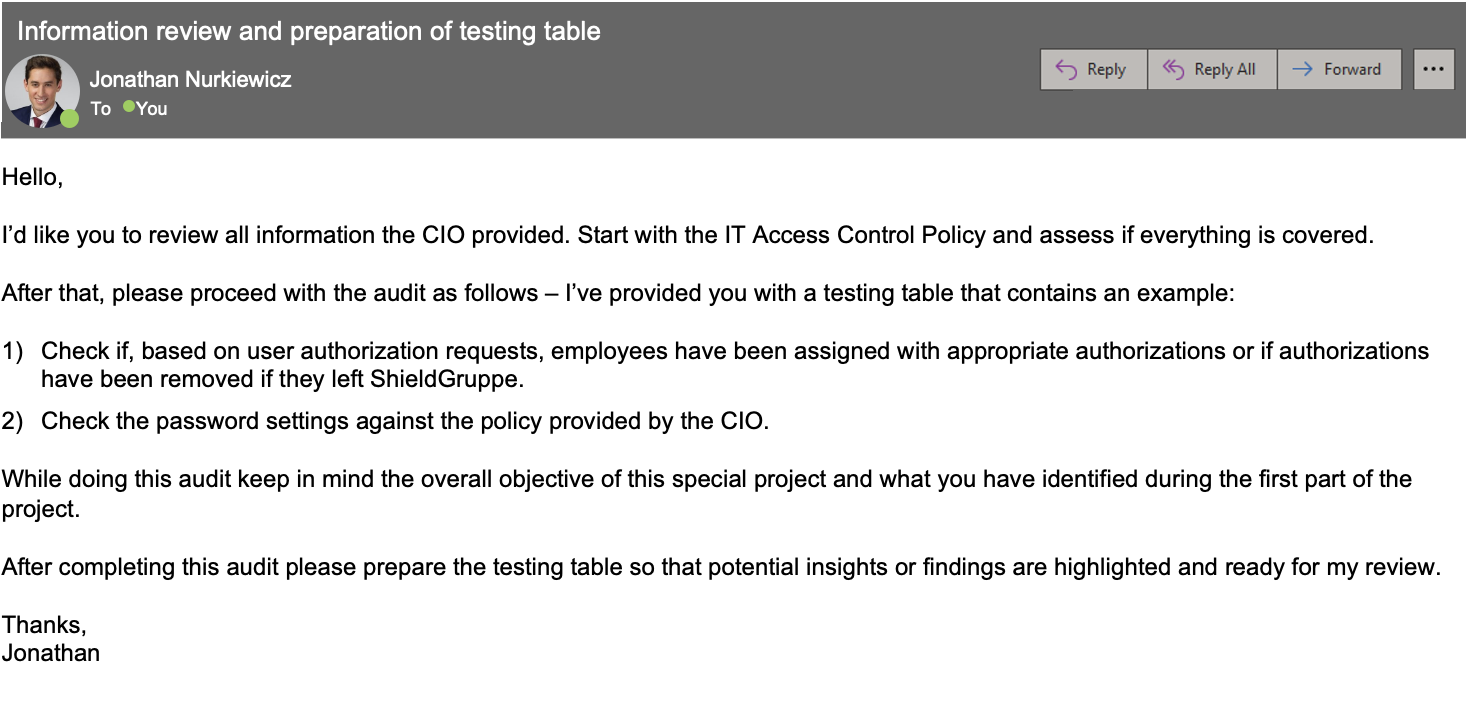 Information review and preparation of testing table
Jonathan Nurkiewicz
To You
Reply
Reply All
Forward
Hello,
I’d like you to review all information the CIO provided. Start with the IT Access Control Policy and assess if everything is covered.
After that, please proceed with the audit as follows – I’ve provided you with a testing table that contains an example:
1) Check if, based on user authorization requests, employees have been assigned with appropriate authorizations or if authorizations
have been removed if they left ShieldGruppe.
2) Check the password settings against the policy provided by the CIO.
While doing this audit keep in mind the overall objective of this special project and what you have identified during the first part of the
project.
After completing this audit please prepare the testing table so that potential insights or findings are highlighted and ready for my review.
Thanks,
Jonathan